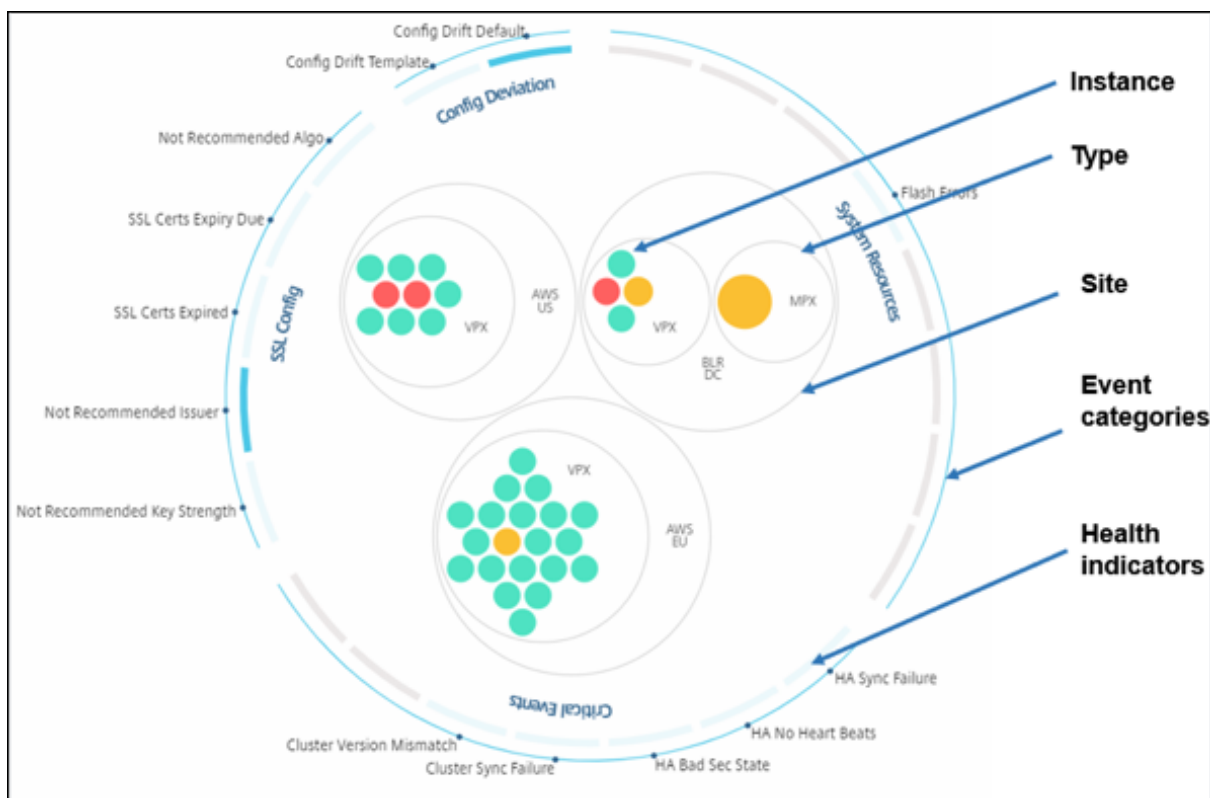 Config Drift Default
Config Drift Template
Config Deviation
Not Recommended Algo
SSL Certs Expiry Due
SSL Certs Expired
SSL Config
Not Recommended Issuer
Not Recommended Key Strength
AWS
US
VPX
VPX
MPX
BLR
DC
VPX
AWS
EU
System Resources
Flash Errors
Critical Events
Cluster Version Mismatch
Cluster Sync Failure
HA Bad Sec State
HA No Heart Beats
HA Sync Failure
Instance
Type
Site
Event
categories
Health
indicators